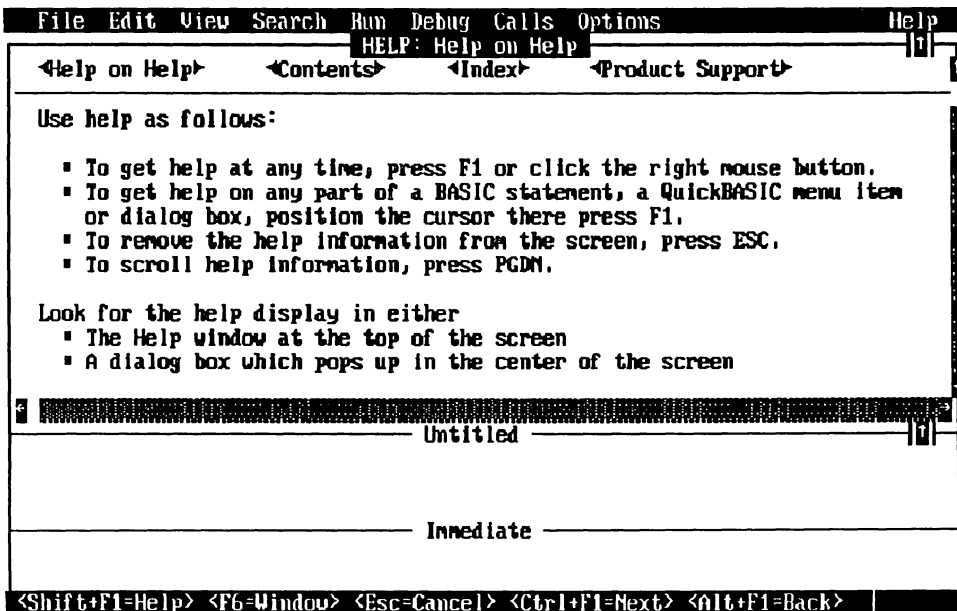 File Edit View Search Run Debug Calls Options Help
HELP: Help on Help
Help on Help Contents Index Product Support
Use help as follows:
▪ To get help at any time, press F1 or click the right mouse button.
▪ To get help on any part of a BASIC statement, a QuickBASIC menu item
or dialog box, position the cursor there press F1.
▪ To remove the help information from the screen, press ESC.
▪ To scroll help information, press PGDN.
Look for the help display in either
▪ The Help window at the top of the screen
▪ A dialog box which pops up in the center of the screen
Untitled
Immediate
<Shift+F1=Help> <F6=Window> <Esc=Cancel> <Ctrl+F1=Next> <Alt+F1=Back>